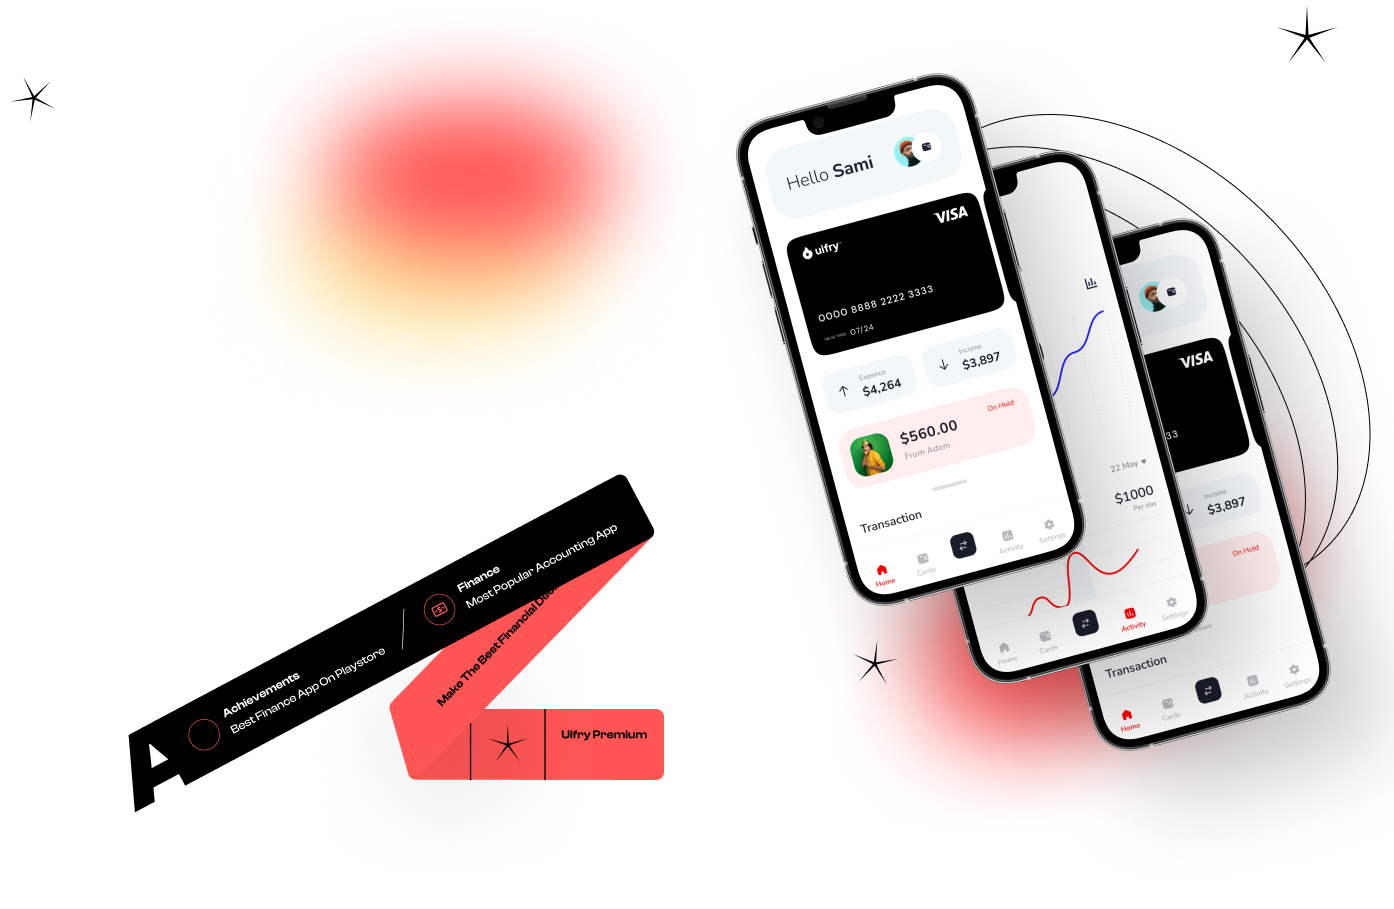 Hello Sami
VISA
uifry
0000 8888 2222 3333
VALID THRU 07/24
Expence
$4,264
Income
$3,897
On Hold
$560.00
From Adom
Transaction
Home
Cards
Activity
Settings
22 May
$1000
Per day
Home
Cards
Activity
Settings
VISA
33
Income
$3,897
On Hold
Transaction
Home
Cards
Activity
Settings
Finance
Most Popular Accounting App
Achievements
Best Finance App On Playstore
A
Make The Best Financial
Uifry Premium